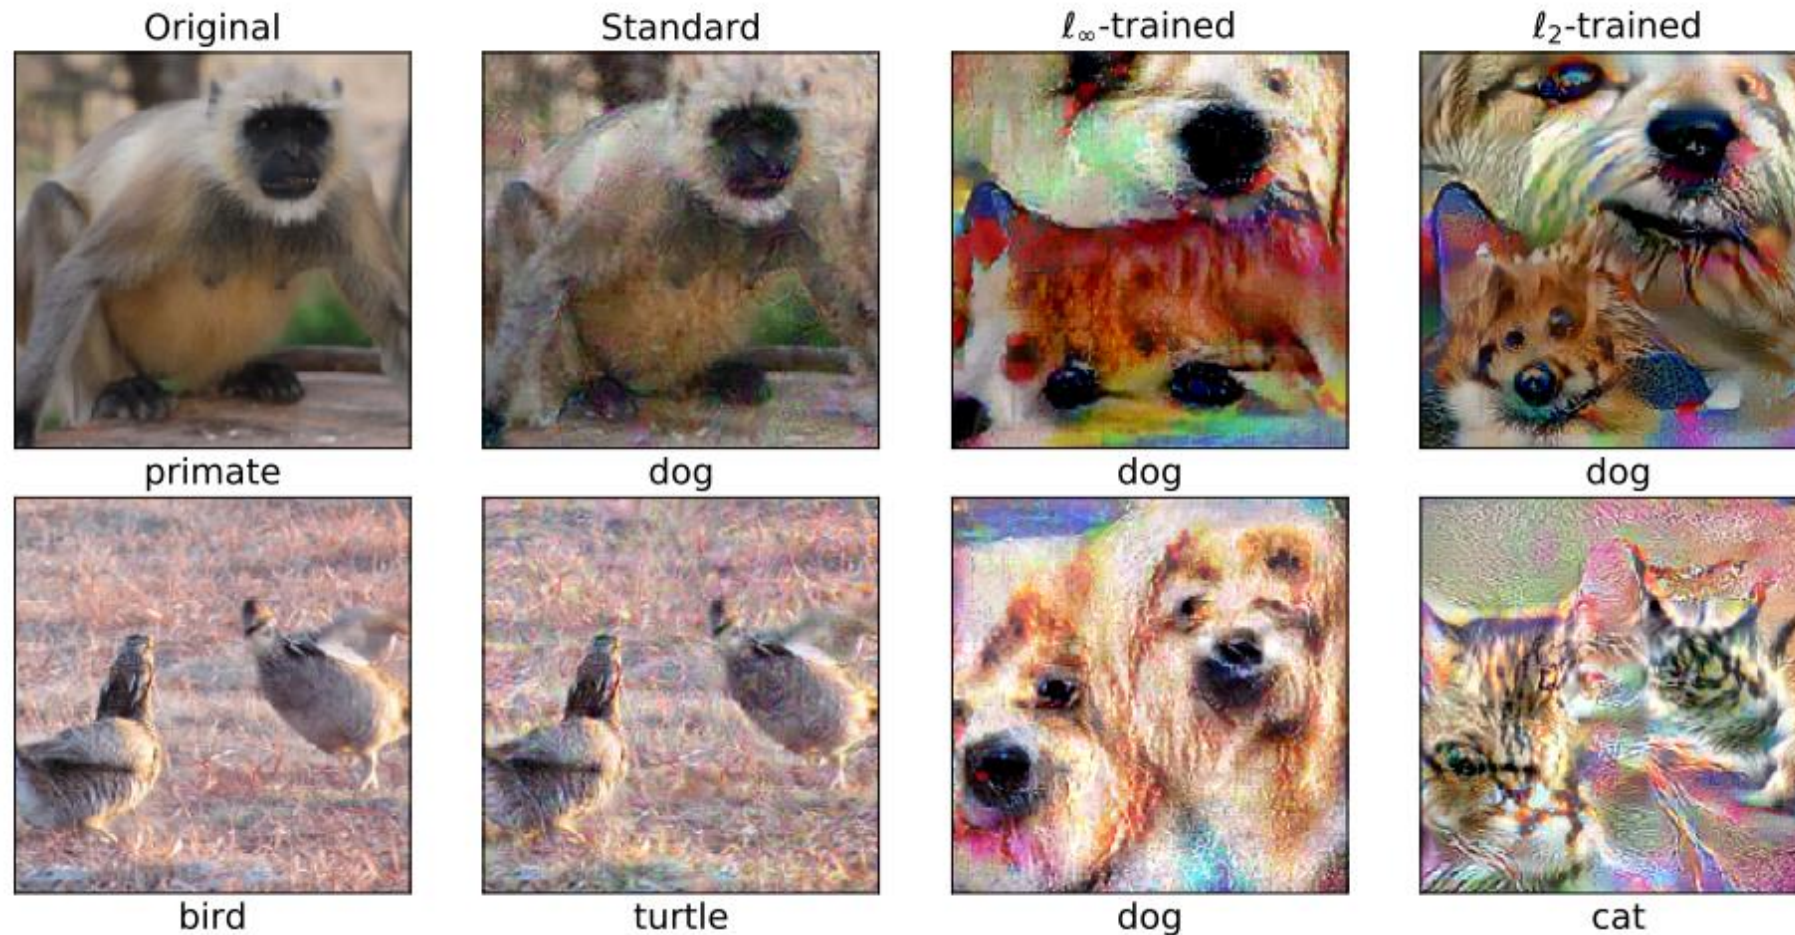 Original Standard ℓ∞-trained ℓ2-trained
primate dog dog dog
bird turtle dog cat